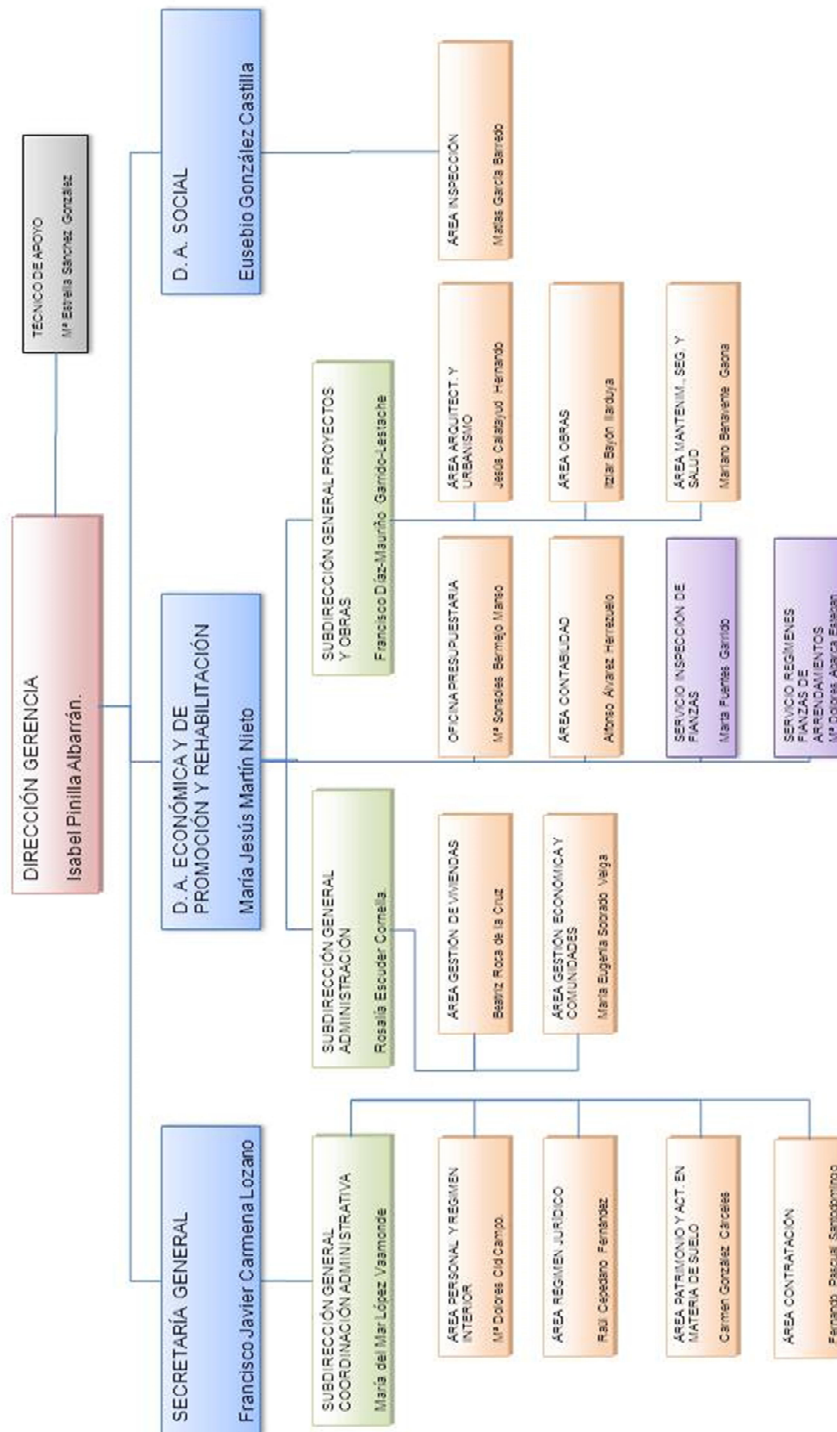 DIRECCIÓN GERENCIA
Isabel Pinilla Albarrán.
TÉCNICO DE APOYO
Mª Estrella Sánchez González
SECRETARÍA GENERAL
Francisco Javier Carmena Lozano
D. A. ECONÓMICA Y DE
PROMOCIÓN Y REHABILITACIÓN
María Jesús Martín Nieto
D. A. SOCIAL
Eusebio González Castilla
SUBDIRECCIÓN GENERAL
COORDINACIÓN ADMINISTRATIVA
María del Mar López Vaamonde
SUBDIRECCIÓN GENERAL
ADMINISTRACIÓN
Rosalía Escuder Cornella.
SUBDIRECCIÓN GENERAL PROYECTOS
Y OBRAS
Francisco Díaz-Mauriño Garrido-Lestache
ÁREA PERSONAL Y RÉGIMEN
INTERIOR
Mª Dolores Cid Campo.
ÁREA RÉGIMEN JURÍDICO
Raúl Cepedano Fernández
ÁREA PATRIMONIO Y ACT. EN
MATERIA DE SUELO
Carmen González Cárceles
ÁREA CONTRATACIÓN
Fernando Pascual Santodomingo
ÁREA GESTIÓN DE VIVIENDAS
Beatriz Roca de la Cruz
ÁREA GESTIÓN ECONÓMICA Y
COMUNIDADES
María Eugenia Sobrado Veiga
OFICINA PRESUPUESTARIA
Mª Sonsoles Bermejo Manso
ÁREA CONTABILIDAD
Alfonso Álvarez Herrezuelo
SERVICIO INSPECCIÓN DE
FIANZAS
Marta Fuentes Garrido
SERVICIO REGÍMENES
FIANZAS DE
ARRENDAMIENTOS
Mª Dolores Abarca Esteban
ÁREA ARQUITECT. Y
URBANISMO
Jesús Calatayud Hernando
ÁREA OBRAS
Itziar Bayón Ilarduya
ÁREA MANTENIM., SEG. Y
SALUD
Mariano Benavente Gaona
ÁREA INSPECCIÓN
Matías García Barredo